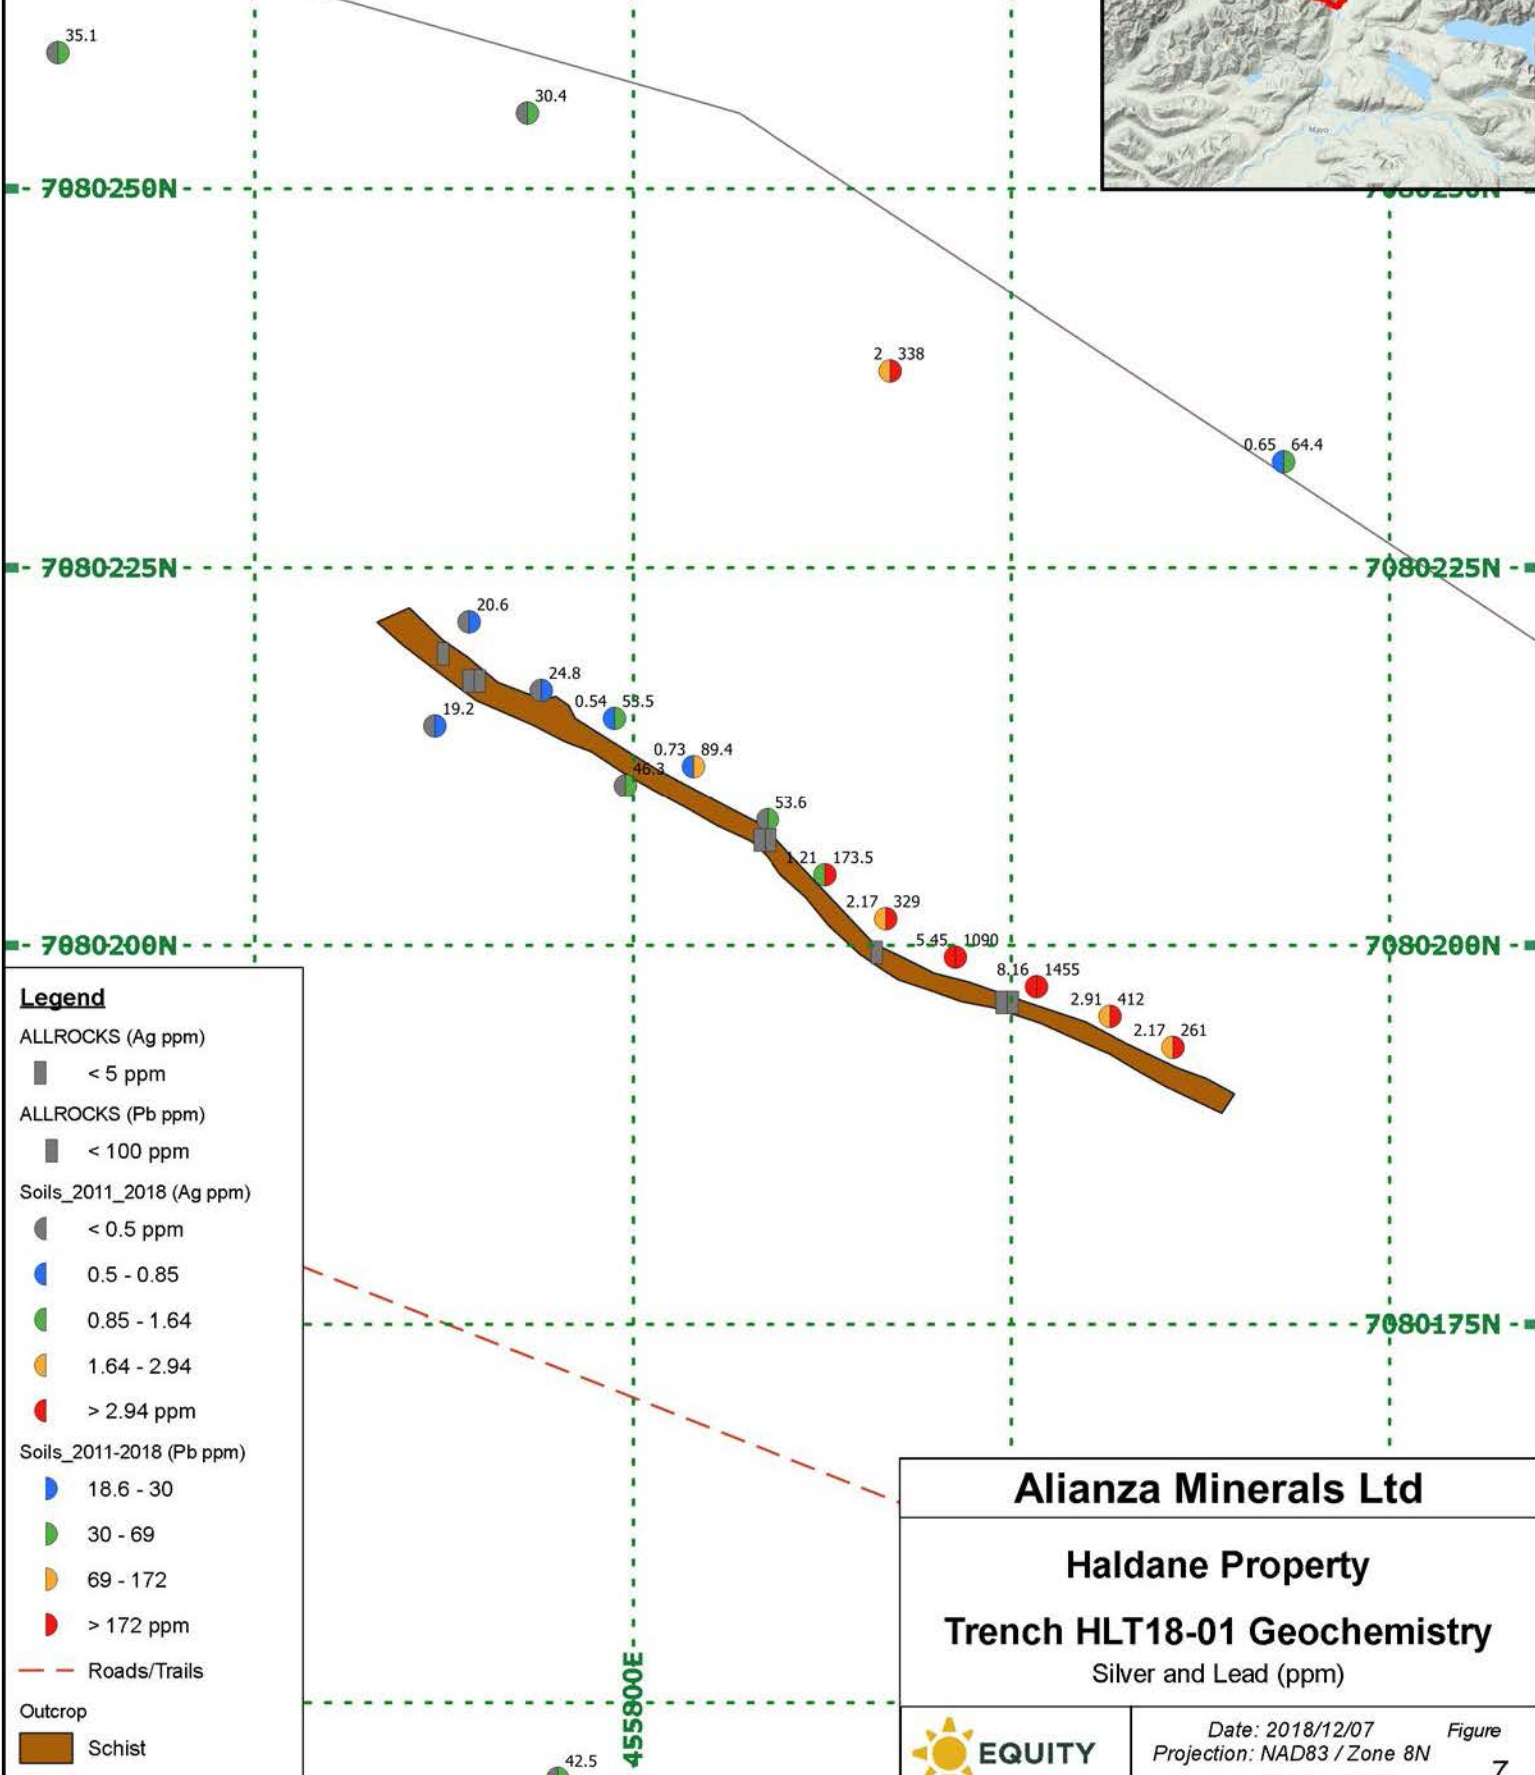 35.1
30.4
Mayo
7080250N
7080250N
2 338
0.65 64.4
7080225N
7080225N
20.6
24.8
19.2
0.54 53.5
0.73 89.4
46.3
53.6
1.21 173.5
2.17 329
5.45 1090
7080200N
7080200N
8.16 1455
2.91 412
2.17 261
7080175N
Legend
ALLROCKS (Ag ppm)
< 5 ppm
ALLROCKS (Pb ppm)
< 100 ppm
Soils_2011_2018 (Ag ppm)
< 0.5 ppm
0.5 - 0.85
0.85 - 1.64
1.64 - 2.94
> 2.94 ppm
Soils_2011-2018 (Pb ppm)
18.6 - 30
30 - 69
69 - 172
> 172 ppm
Roads/Trails
Outcrop
Schist
455800E
42.5
Alianza Minerals Ltd
Haldane Property
Trench HLT18-01 Geochemistry
Silver and Lead (ppm)
EQUITY
Date: 2018/12/07
Projection: NAD83 / Zone 8N
Figure
7